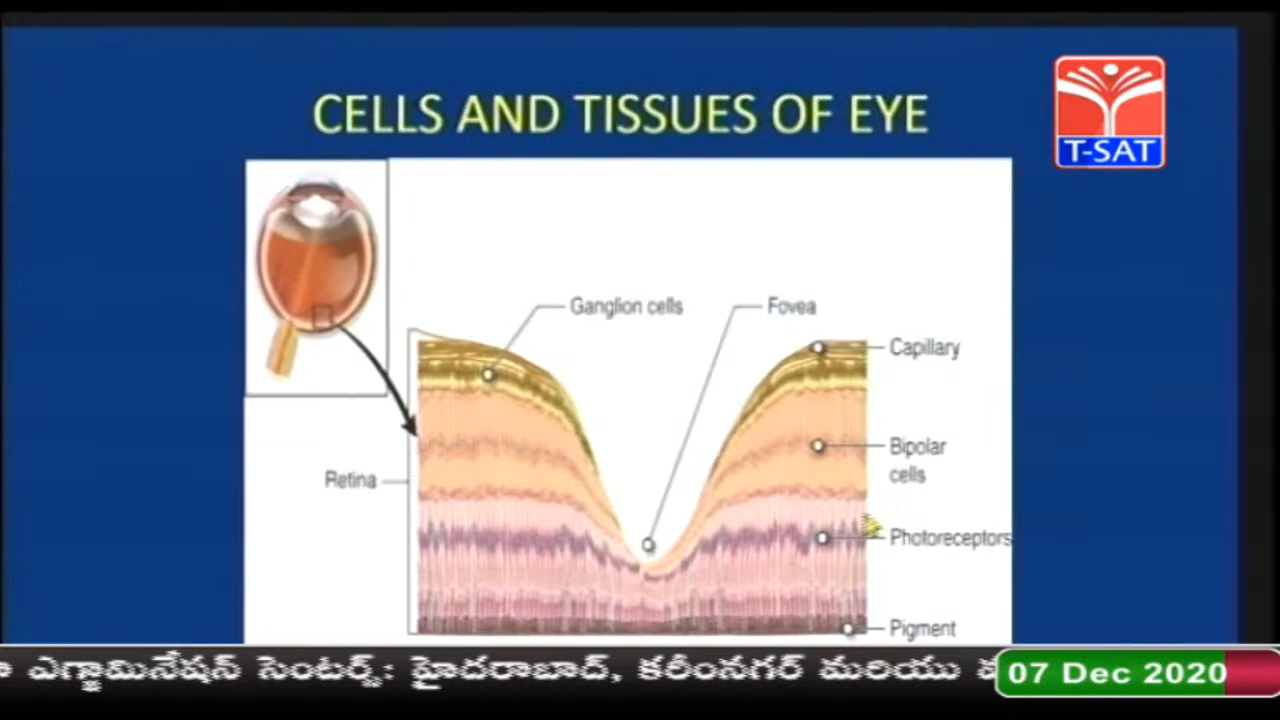 CELLS AND TISSUES OF EYE
T-SAT
Ganglion cells
Fovea
Capillary
Bipolar
cells
Retina
Photoreceptors
Pigment
ఎగ్జామినేషన్ సెంటర్స్: హైదరాబాద్, కరీంనగర్ మరియు
07 Dec 2020